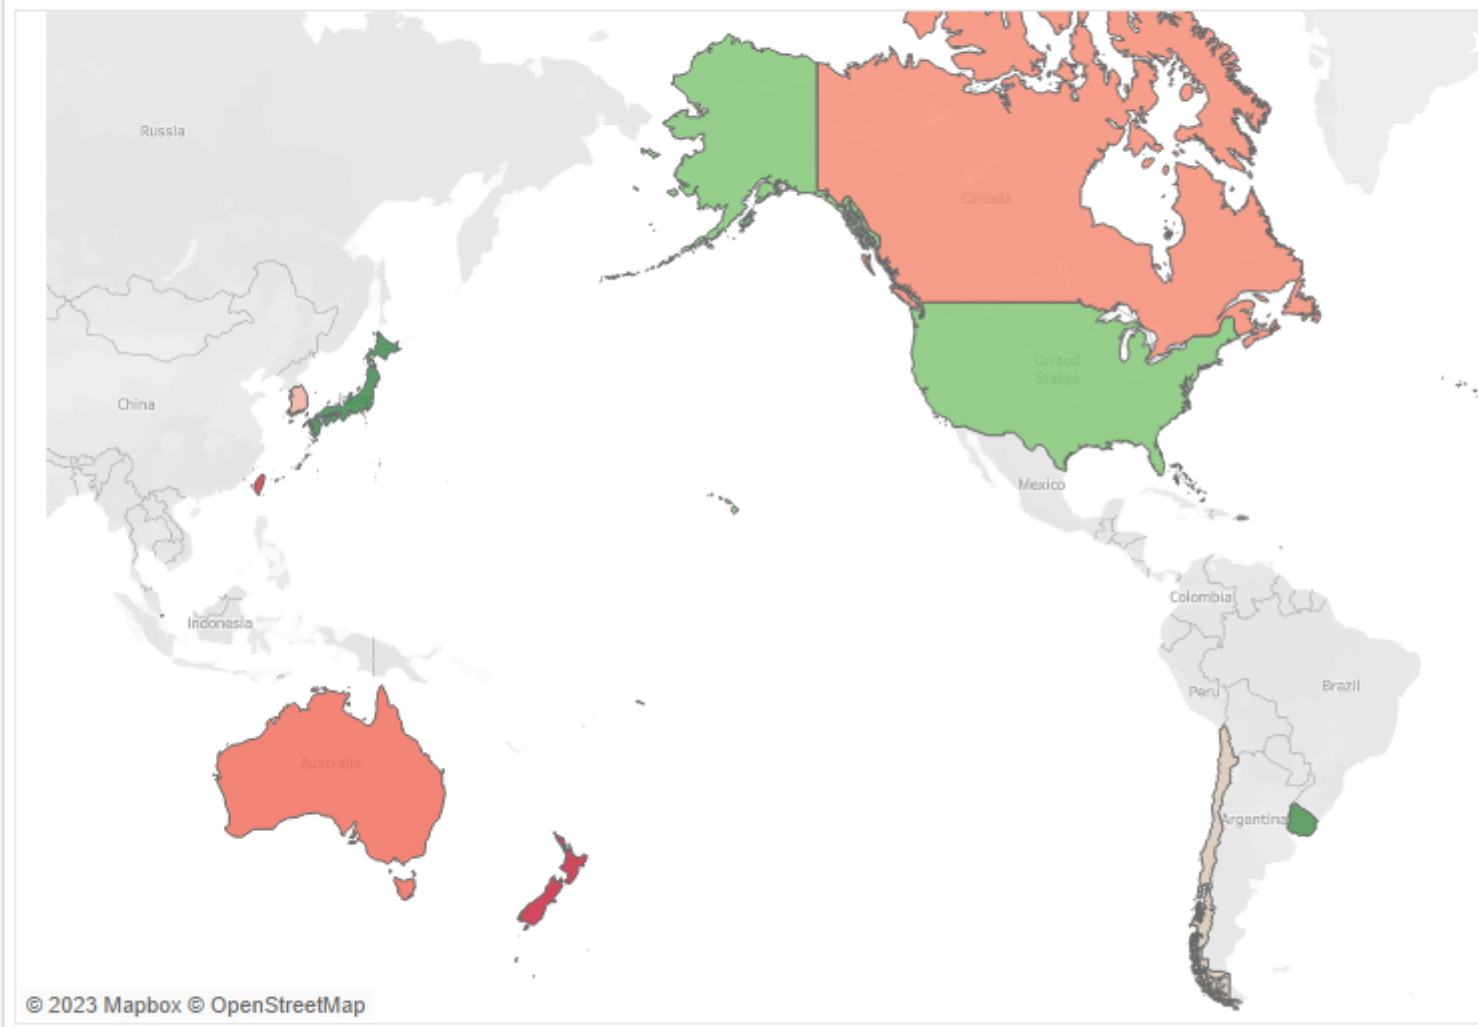 Russia
Canada
United
States
China
Mexico
Colombia
Indonesia
Peru
Brazil
Australia
Argentina
© 2023 Mapbox © OpenStreetMap